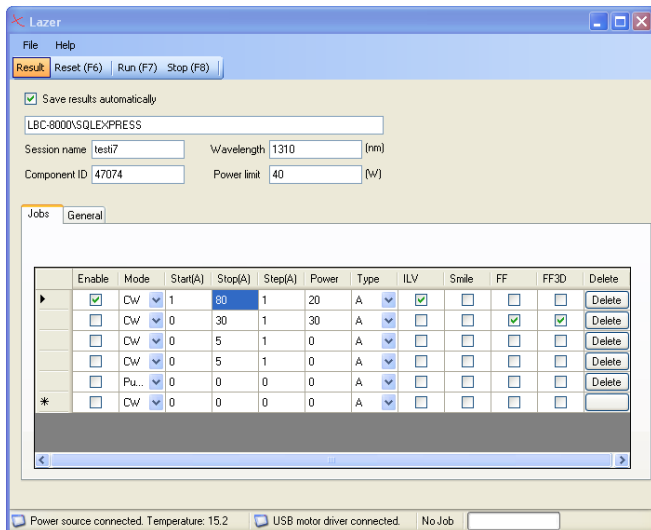 Lazer
File Help
Result Reset (F6) Run (F7) Stop (F8)
Save results automatically
LBC-8000\SQLEXPRESS
Session name testi7 Wavelength 1310 (nm)
Component ID 47074 Power limit 40 (W)
Jobs General
Enable Mode Start(A) Stop(A) Step(A) Power Type ILV Smile FF FF3D Delete
CW 1 80 1 20 A Delete
CW 0 30 1 30 A Delete
CW 0 5 1 0 A Delete
CW 0 5 1 0 A Delete
Pu... 0 0 0 0 A Delete
* CW 0 0 0 0 A
Power source connected. Temperature: 15.2 USB motor driver connected. No Job